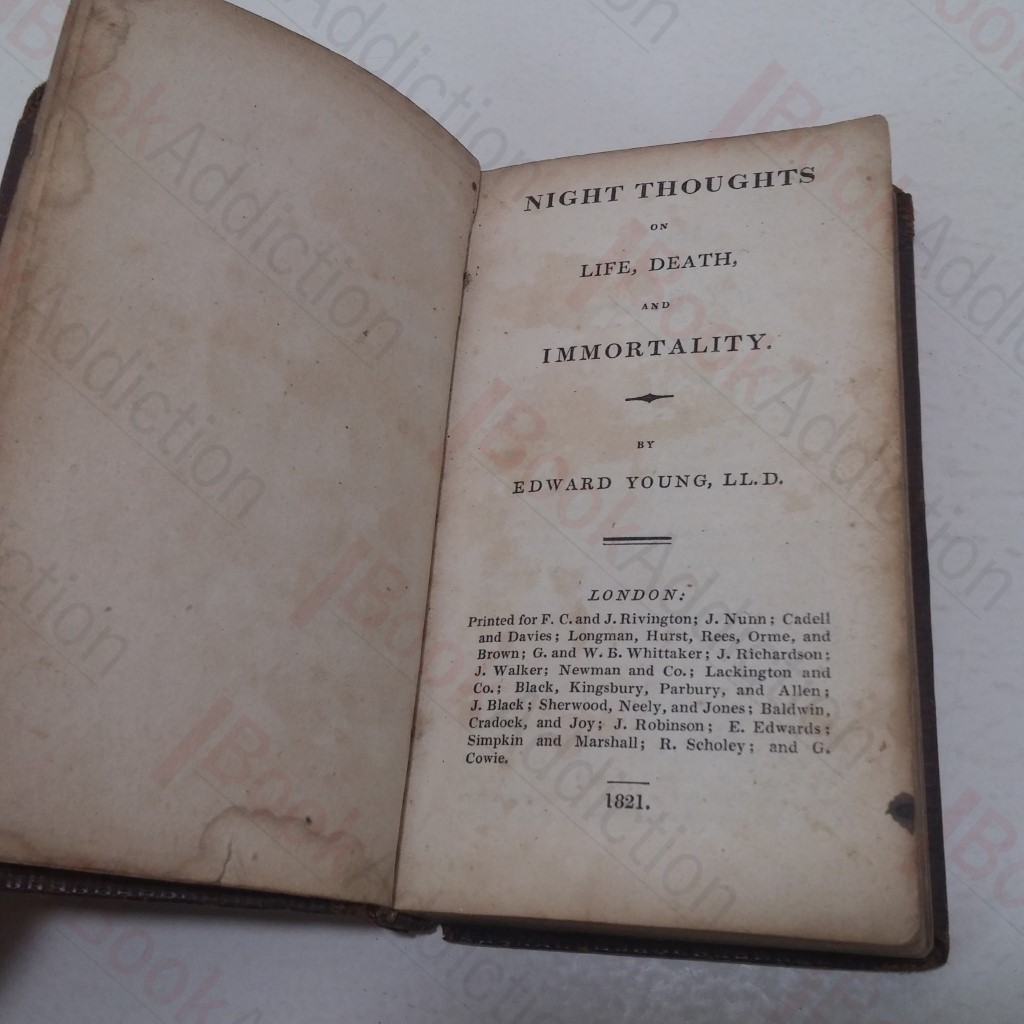 NIGHT THOUGHTS
ON
LIFE, DEATH,
AND
IMMORTALITY.
BY
EDWARD YOUNG, LL.D.
LONDON:
Printed for F. C. and J. Rivington; J. Nunn; Cadell
and Davies; Longman, Hurst, Rees, Orme, and
Brown; G. and W. B. Whittaker; J. Richardson;
J. Walker; Newman and Co.; Lackington and
Co.; Black, Kingsbury, Parbury, and Allen;
J. Black; Sherwood, Neely, and Jones; Baldwin,
Cradock, and Joy; J. Robinson; E. Edwards;
Simpkin and Marshall; R. Scholey; and G.
Cowie.
1821.
BookAddiction